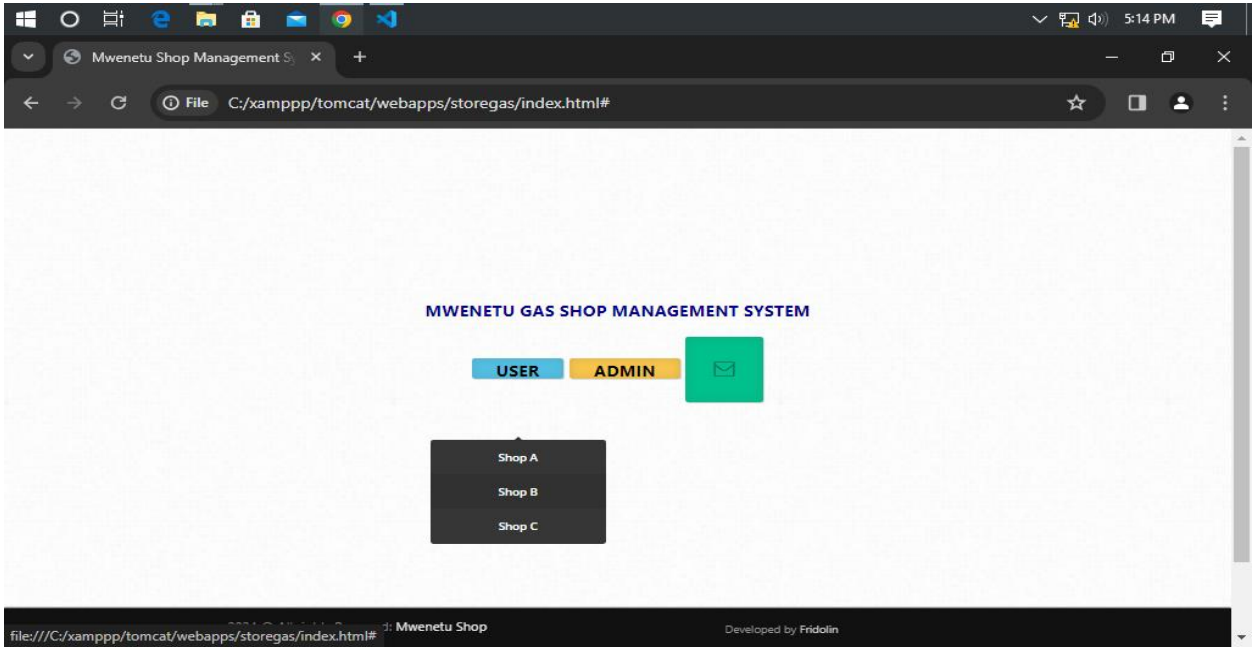 5:14 PM
Mwenetu Shop Management S
File C:/xamppp/tomcat/webapps/storegas/index.html#
MWENETU GAS SHOP MANAGEMENT SYSTEM
USER ADMIN
Shop A
Shop B
Shop C
: Mwenetu Shop Developed by Fridolin
file:///C:/xamppp/tomcat/webapps/storegas/index.html#